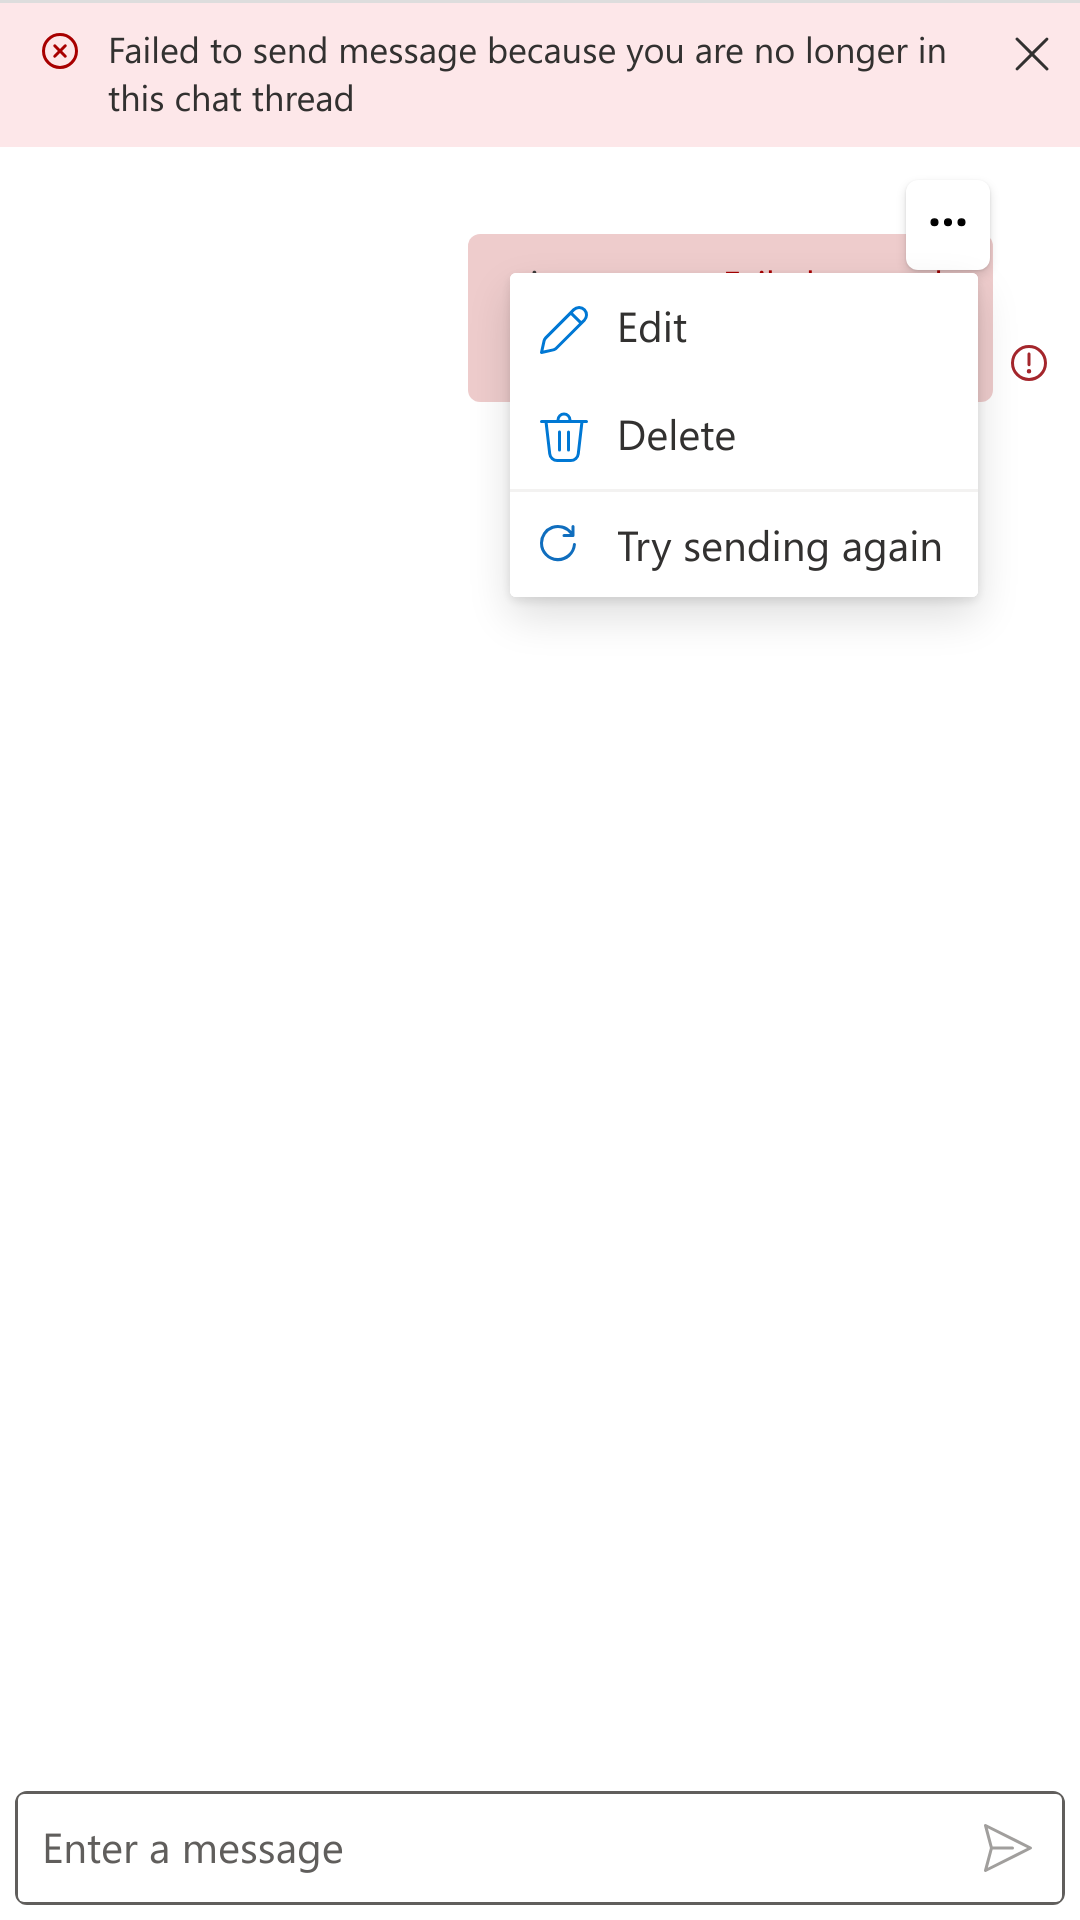 Failed to send message because you are no longer in
this chat thread
Edit
Delete
Try sending again
Enter a message